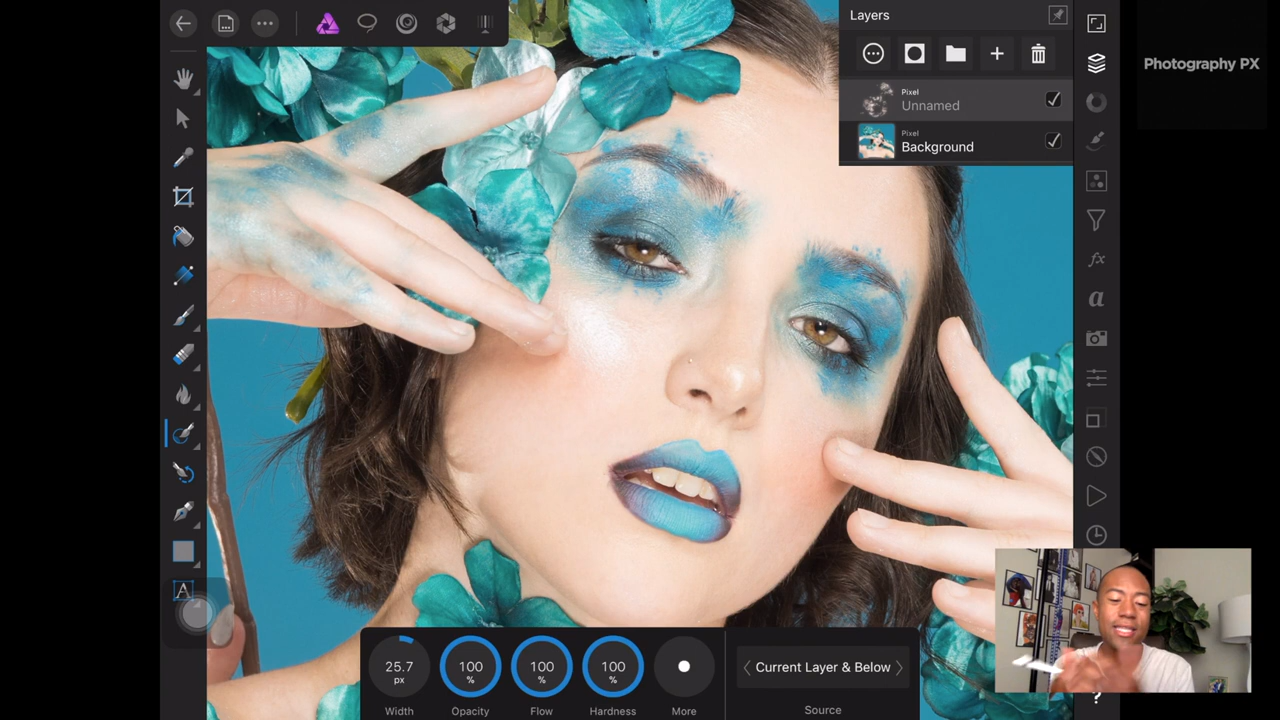 Layers
Photography PX
Pixel
Unnamed
Pixel
Background
fx
a
A
25.7
px
100
%
100
%
100
%
Current Layer & Below
Width
Opacity
Flow
Hardness
More
Source
?